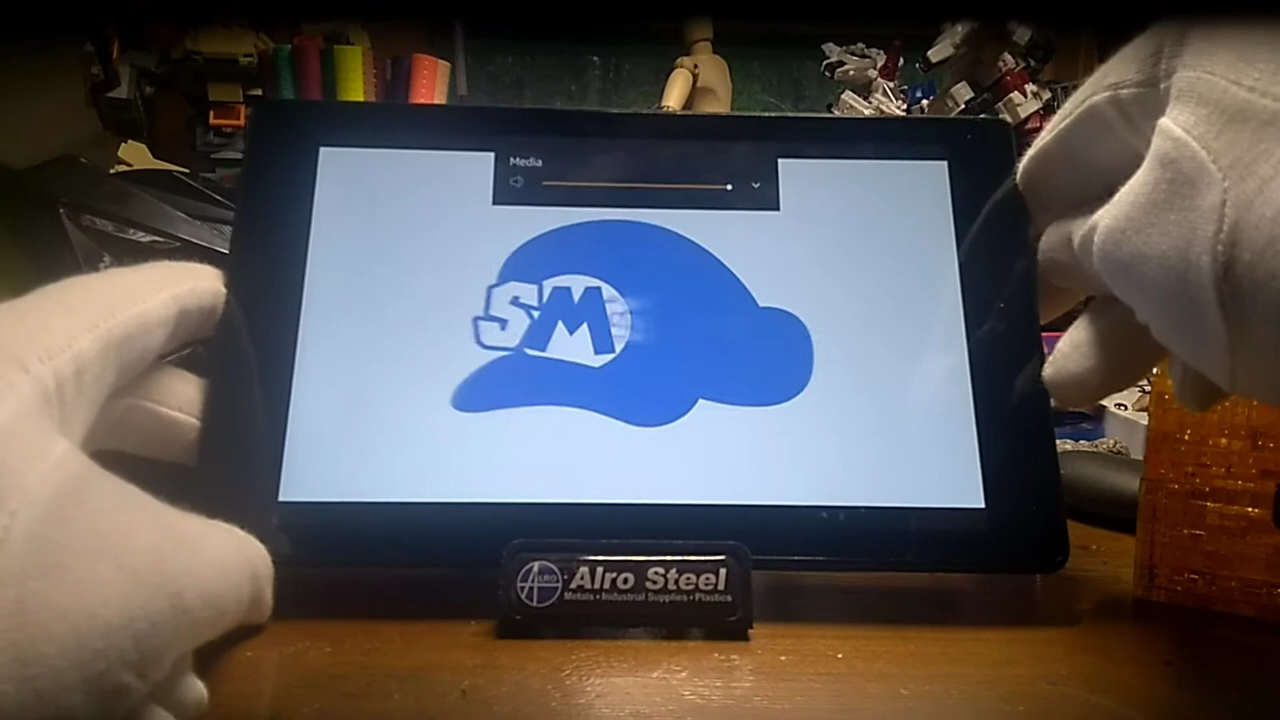 Media
SM
ALRO
Alro Steel
Metals • Industrial Supplies • Plastics